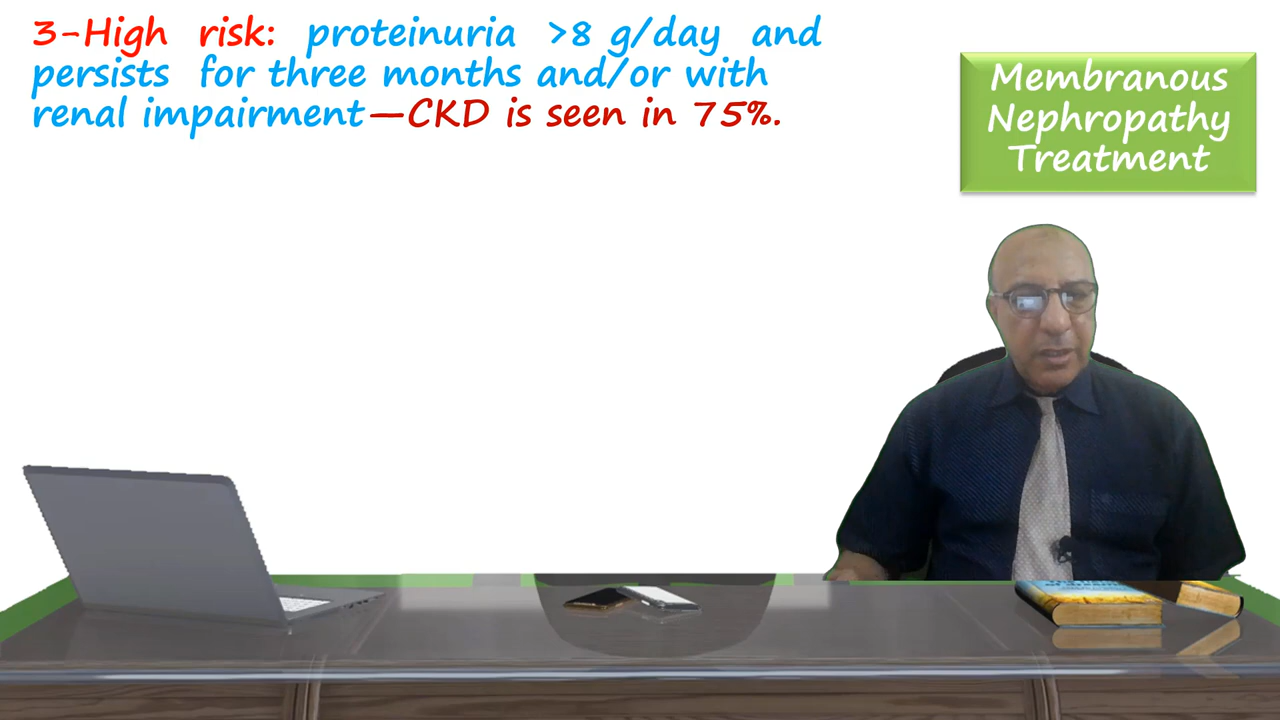 3-High risk: proteinuria >8 g/day and
persists for three months and/or with
renal impairment—CKD is seen in 75%.
Membranous
Nephropathy
Treatment